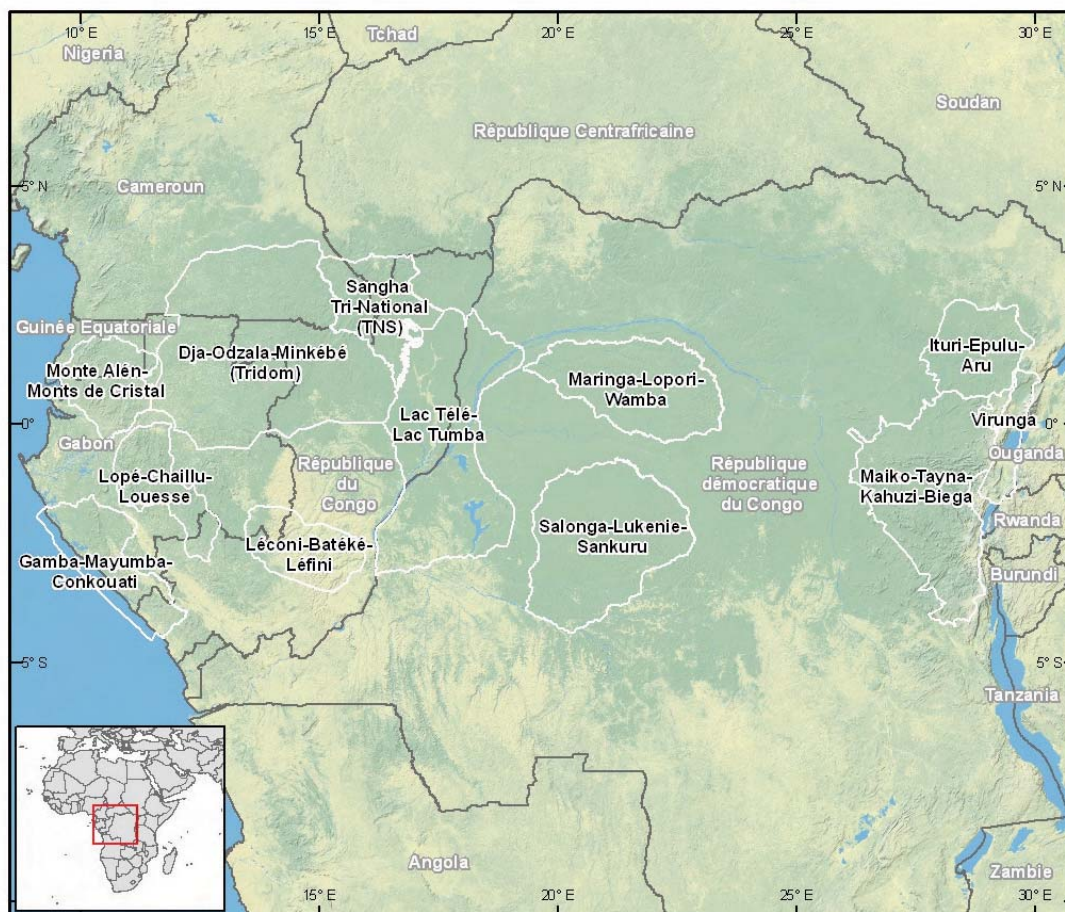 10° E
15° E
20° E
25° E
30° E
Tchad
Nigeria
Soudan
République Centrafricaine
5° N
Cameroun
5° N
Sangha
Tri-National
(TNS)
Guinée Equatoriale
Dja-Odzala-Minkébé
(Tridom)
Ituri-Epulu-
Aru
Monte Alén-
Monts de Cristal
Maringa-Lopori-
Wamba
Lac Télé-
Lac Tumba
Virunga
0°
0°
Gabon
Ouganda
Lopé-Chaillu-
Louesse
République
du
Congo
République
démocratique
du Congo
Maiko-Tayna-
Kahuzi-Biega
Salonga-Lukenie-
Sankuru
Rwanda
Léconi-Batéké-
Léfini
Gamba-Mayumba-
Conkouati
Burundi
5° S
5° S
Tanzania
Angola
Zambie
15° E
20° E
25° E
30° E